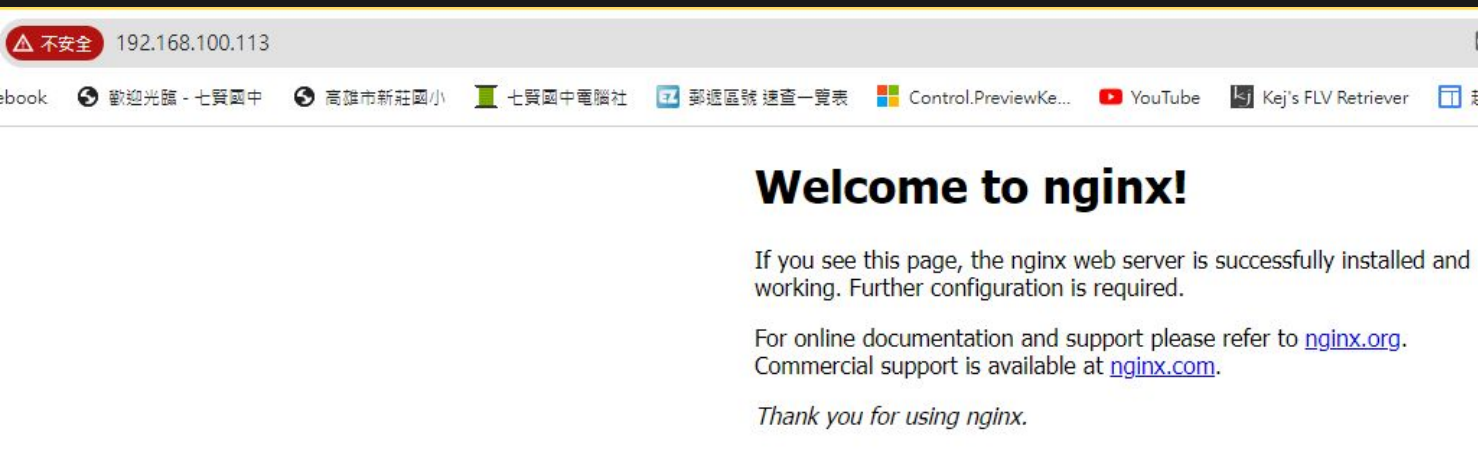 不安全 192.168.100.113
ebook 歡迎光臨 - 七賢國中 高雄市新莊國小 七賢國中電腦社 EZ 郵遞區號 速查一覽表 Control.PreviewKe... YouTube kj Kej's FLV Retriever
Welcome to nginx!
If you see this page, the nginx web server is successfully installed and
working. Further configuration is required.
For online documentation and support please refer to nginx.org.
Commercial support is available at nginx.com.
Thank you for using nginx.